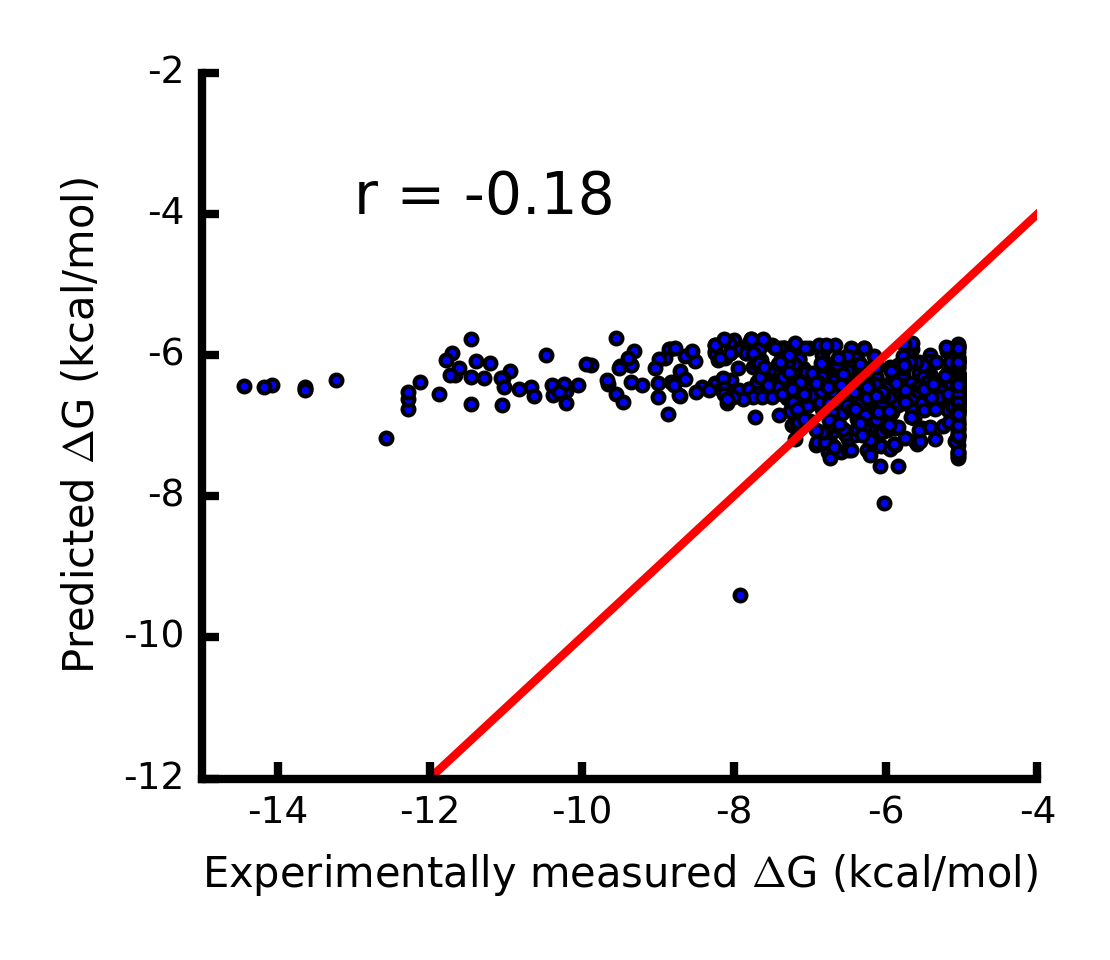 -2
r = -0.18
-4
-6
-8
-10
-12
Predicted ΔG (kcal/mol)
-14 -12 -10 -8 -6 -4
Experimentally measured ΔG (kcal/mol)